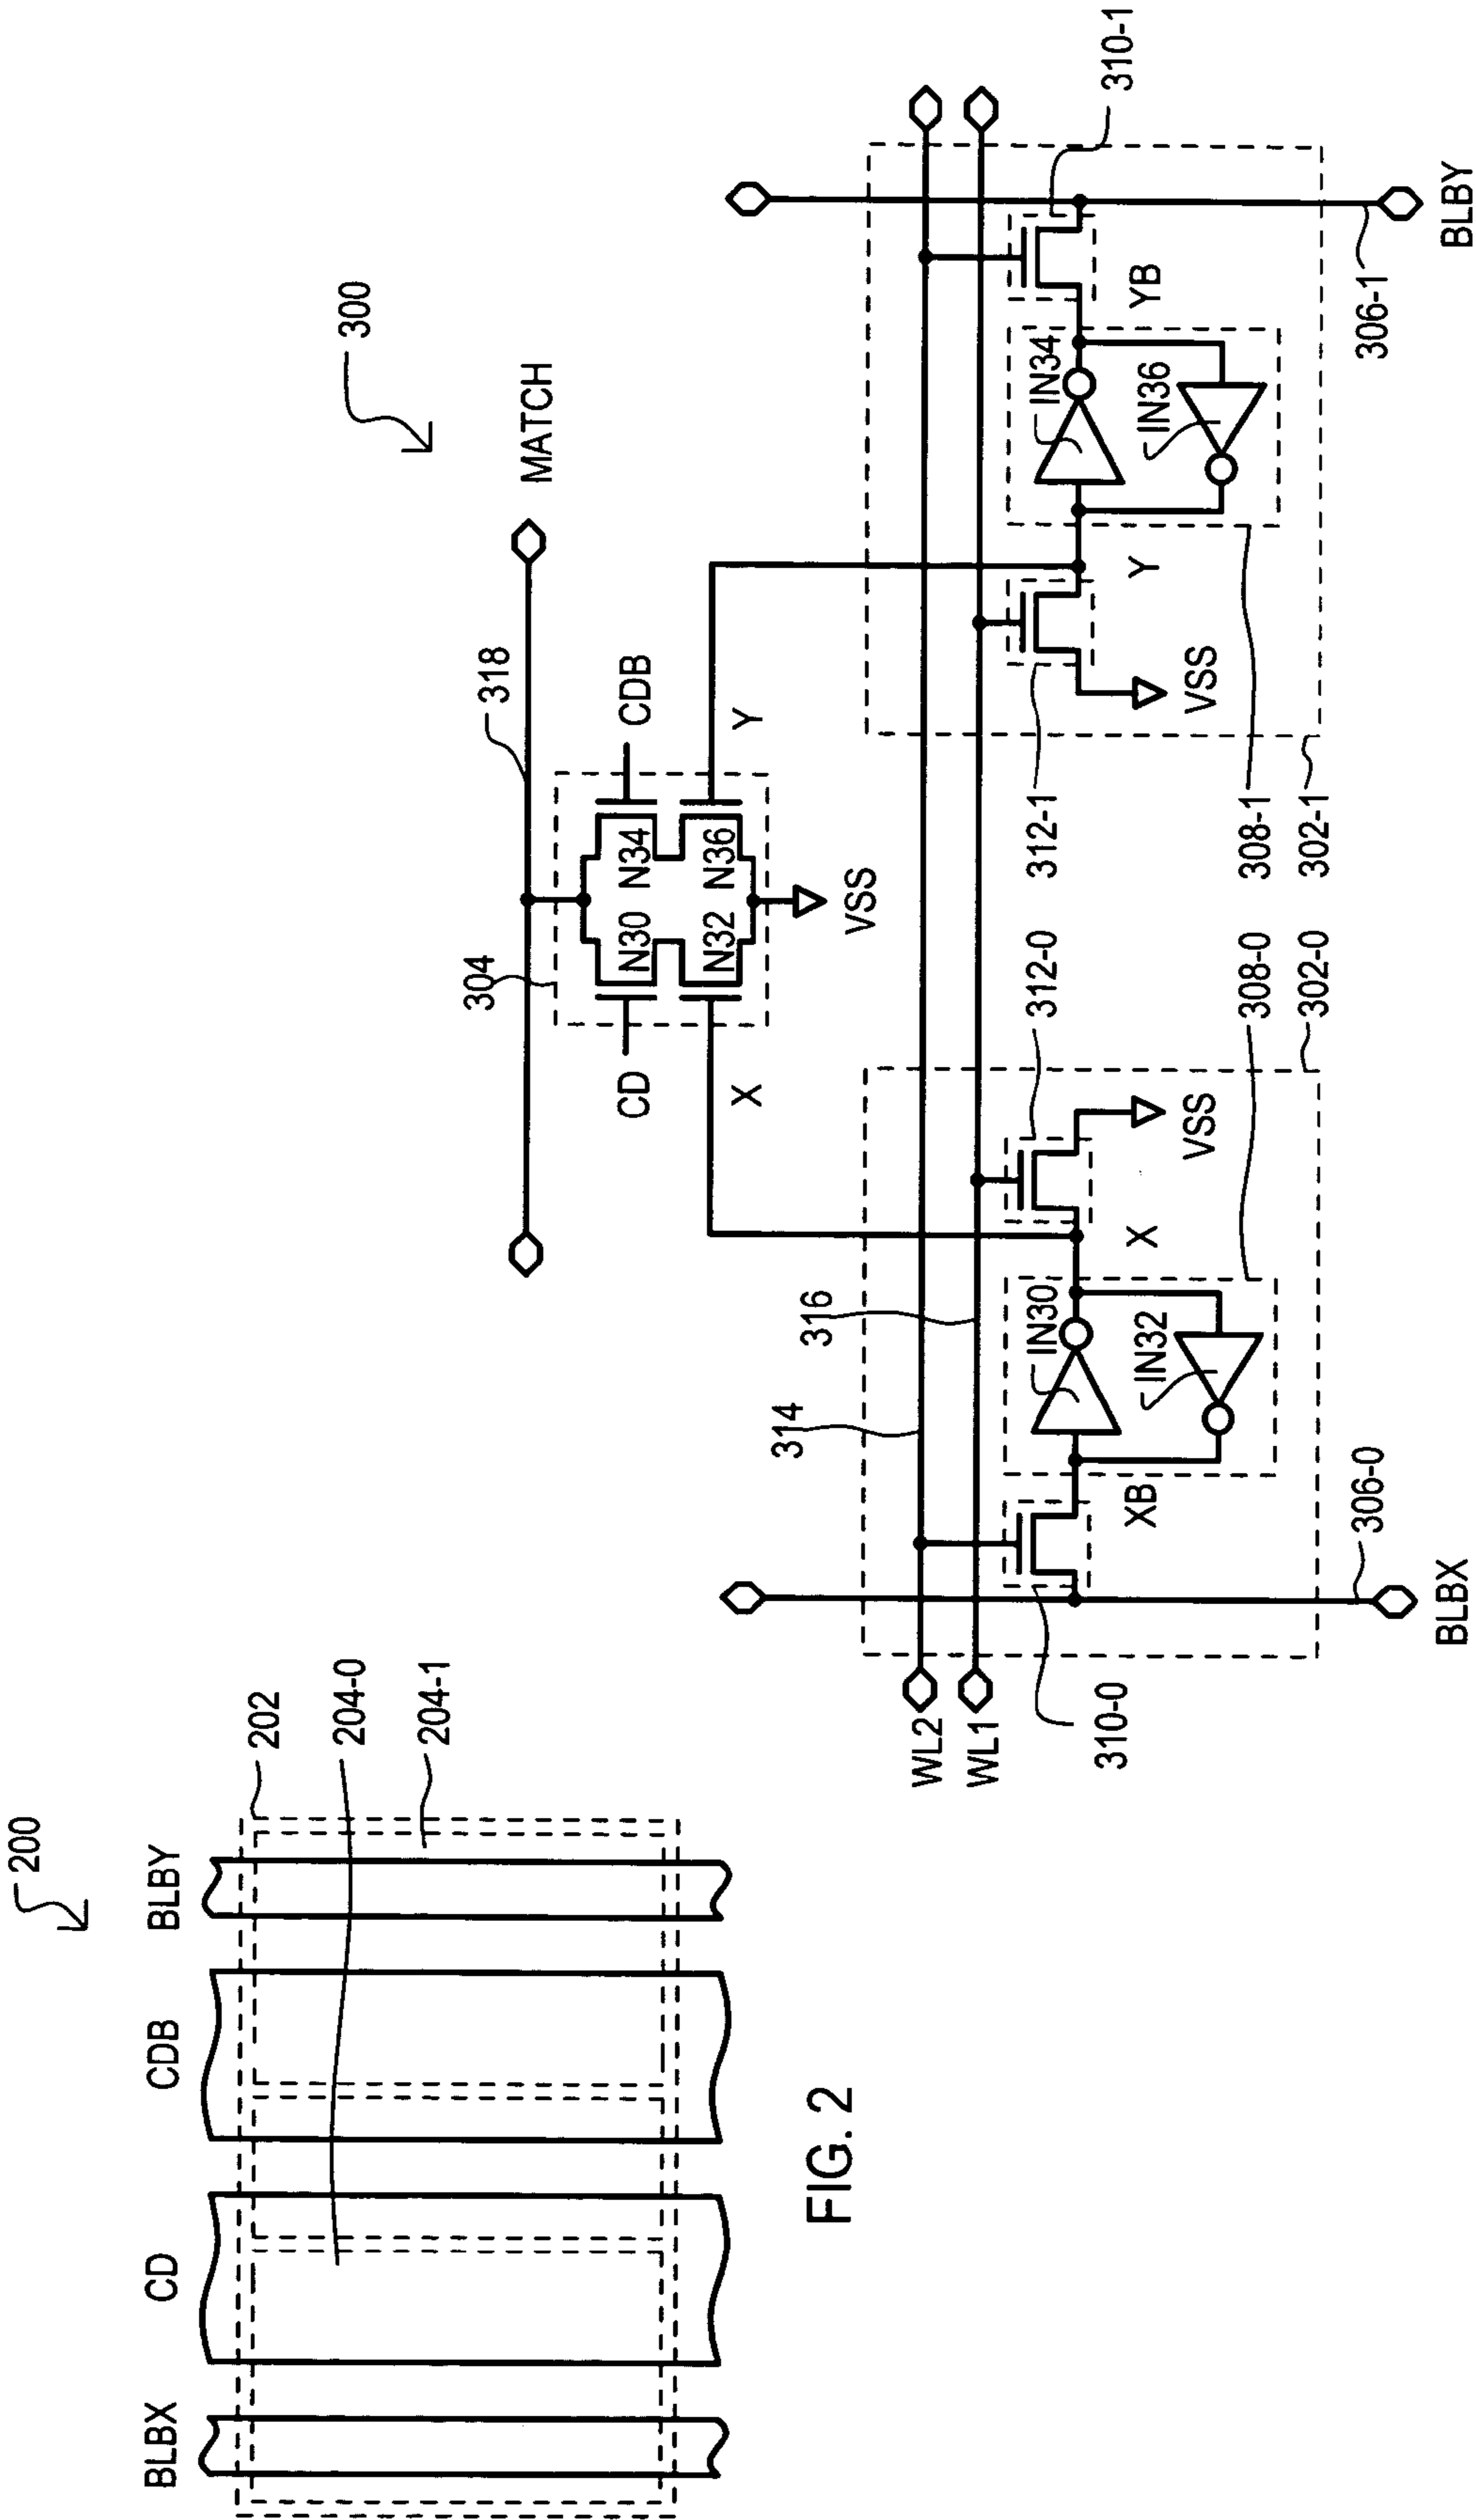 200
BLBX
CD
CDB
BLBY
202
204-0
204-1
FIG. 2
300
MATCH
318
304
CD
CDB
N30
N34
N32
N36
X
Y
VSS
314
316
WL2
WL1
310-0
XB
IN30
IN32
X
VSS
312-0
308-0
302-0
306-0
BLBX
312-1
308-1
302-1
VSS
Y
IN34
IN36
YB
310-1
306-1
BLBY